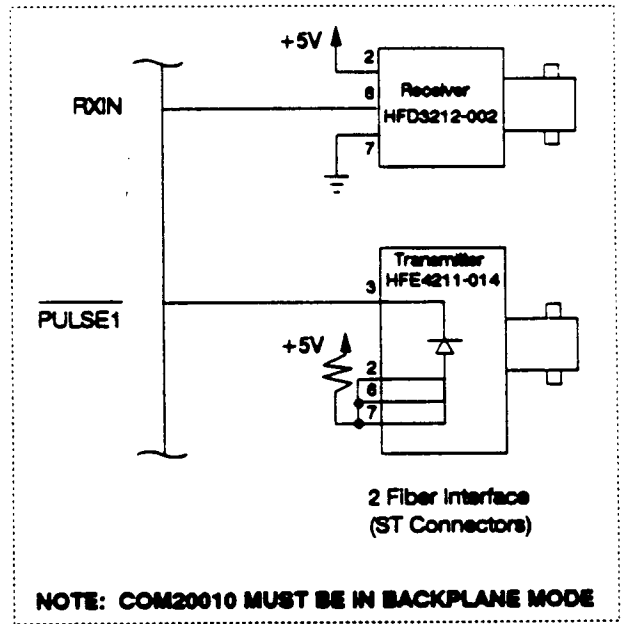 +5V
2
RXIN
6
Receiver
HFD3212-002
7
Transmitter
HFE4211-014
3
PULSE1
+5V
2
6
7
2 Fiber Interface
(ST Connectors)
NOTE: COM20010 MUST BE IN BACKPLANE MODE